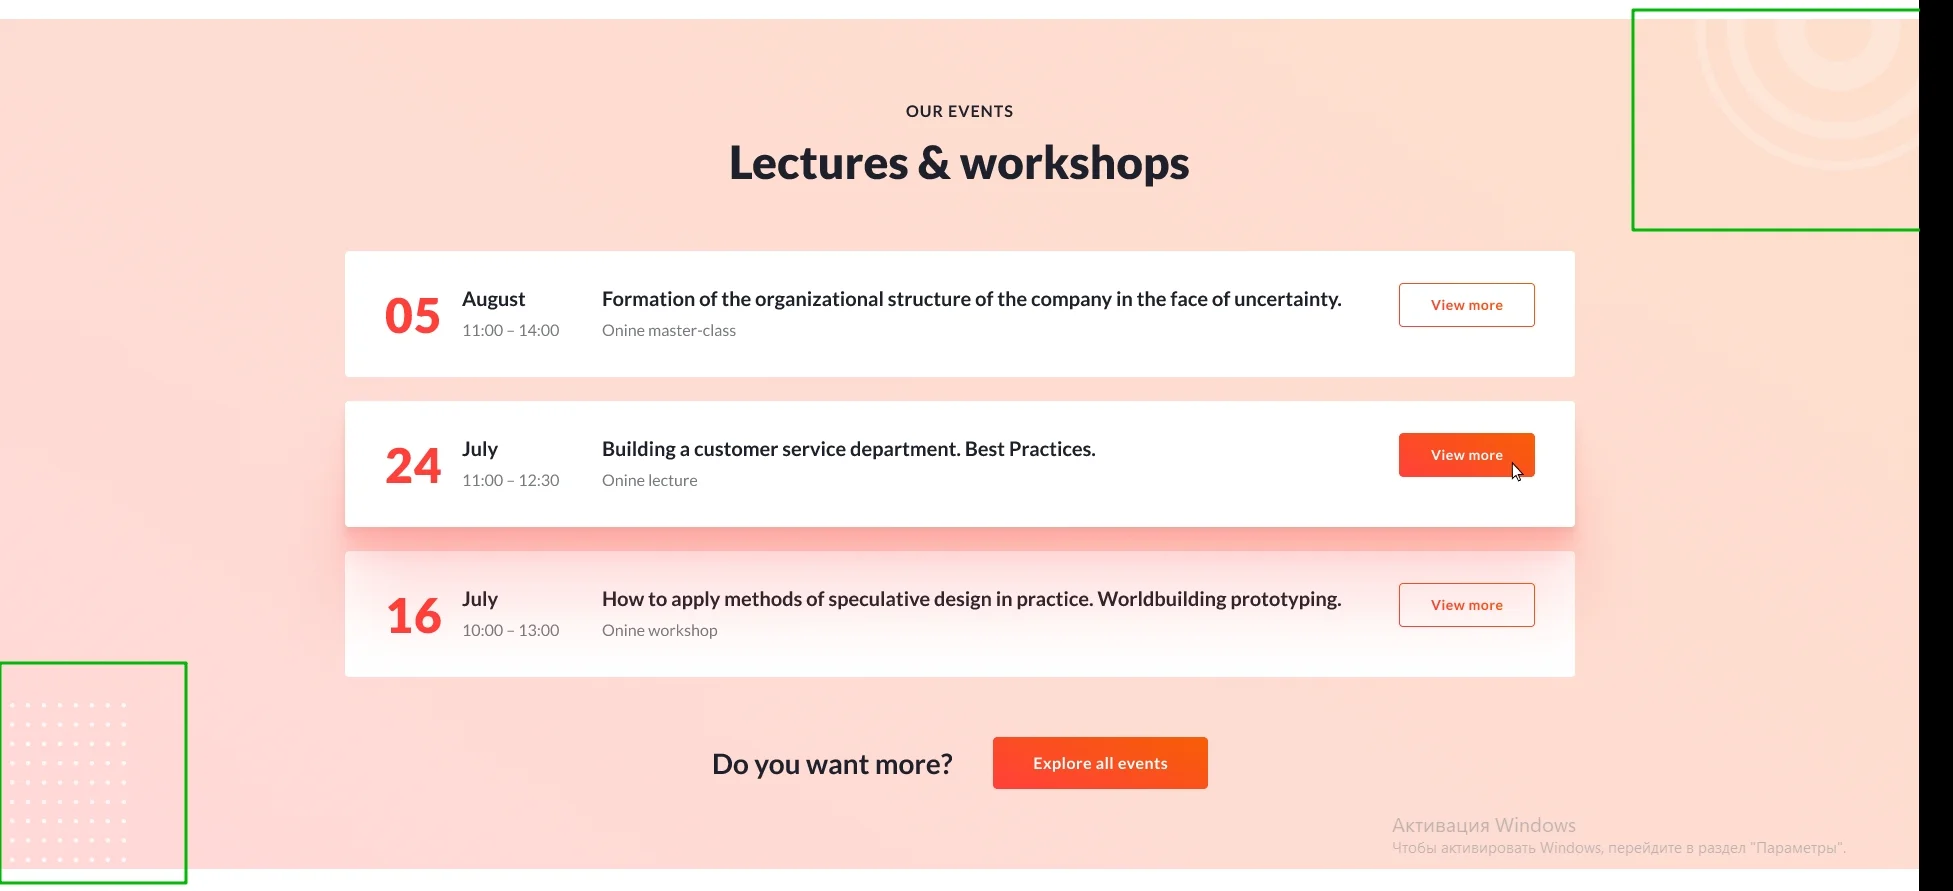 OUR EVENTS
Lectures & workshops
05
August
11:00 – 14:00
Formation of the organizational structure of the company in the face of uncertainty.
Onine master-class
View more
24
July
11:00 – 12:30
Building a customer service department. Best Practices.
Onine lecture
View more
16
July
10:00 – 13:00
How to apply methods of speculative design in practice. Worldbuilding prototyping.
Onine workshop
View more
Do you want more?
Explore all events
Активация Windows
Чтобы активировать Windows, перейдите в раздел "Параметры".